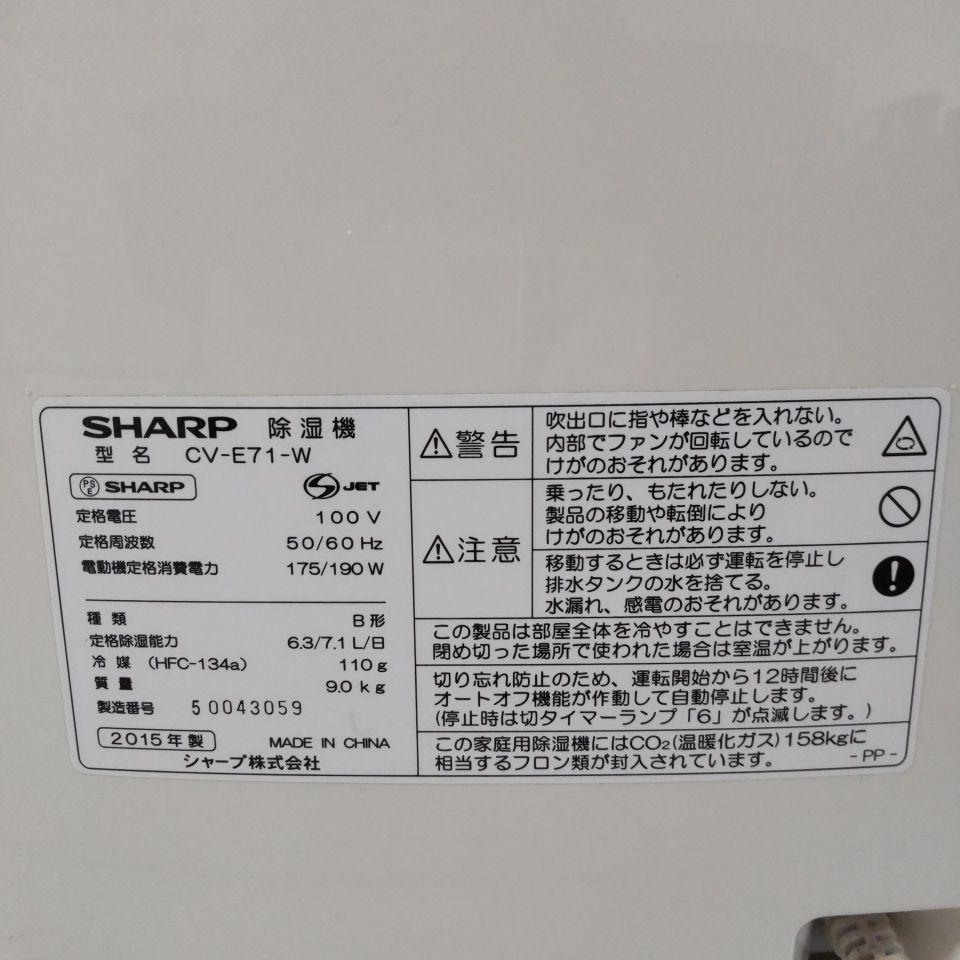 SHARP 除湿機
型名 CV-E71-W
PSE SHARP
S JET
定格電圧 100 V
定格周波数 50/60 Hz
電動機定格消費電力 175/190 W
種類 B形
定格除湿能力 6.3/7.1 L/日
冷媒 (HFC-134a) 110 g
質量 9.0 kg
製造番号 50043059
2015年製 MADE IN CHINA
シャープ株式会社
警告
吹出口に指や棒などを入れない。
内部でファンが回転しているので
けがのおそれがあります。
注意
乗ったり、もたれたりしない。
製品の移動や転倒により
けがのおそれがあります。
移動するときは必ず運転を停止し
排水タンクの水を捨てる。
水漏れ、感電のおそれがあります。
この製品は部屋全体を冷やすことはできません。
閉め切った場所で使われた場合は室温が上がります。
切り忘れ防止のため、運転開始から12時間後に
オートオフ機能が作動して自動停止します。
(停止時は切タイマーランプ「6」が点滅します。)
この家庭用除湿機にはCO₂(温暖化ガス)158kgに
相当するフロン類が封入されています。
- PP -